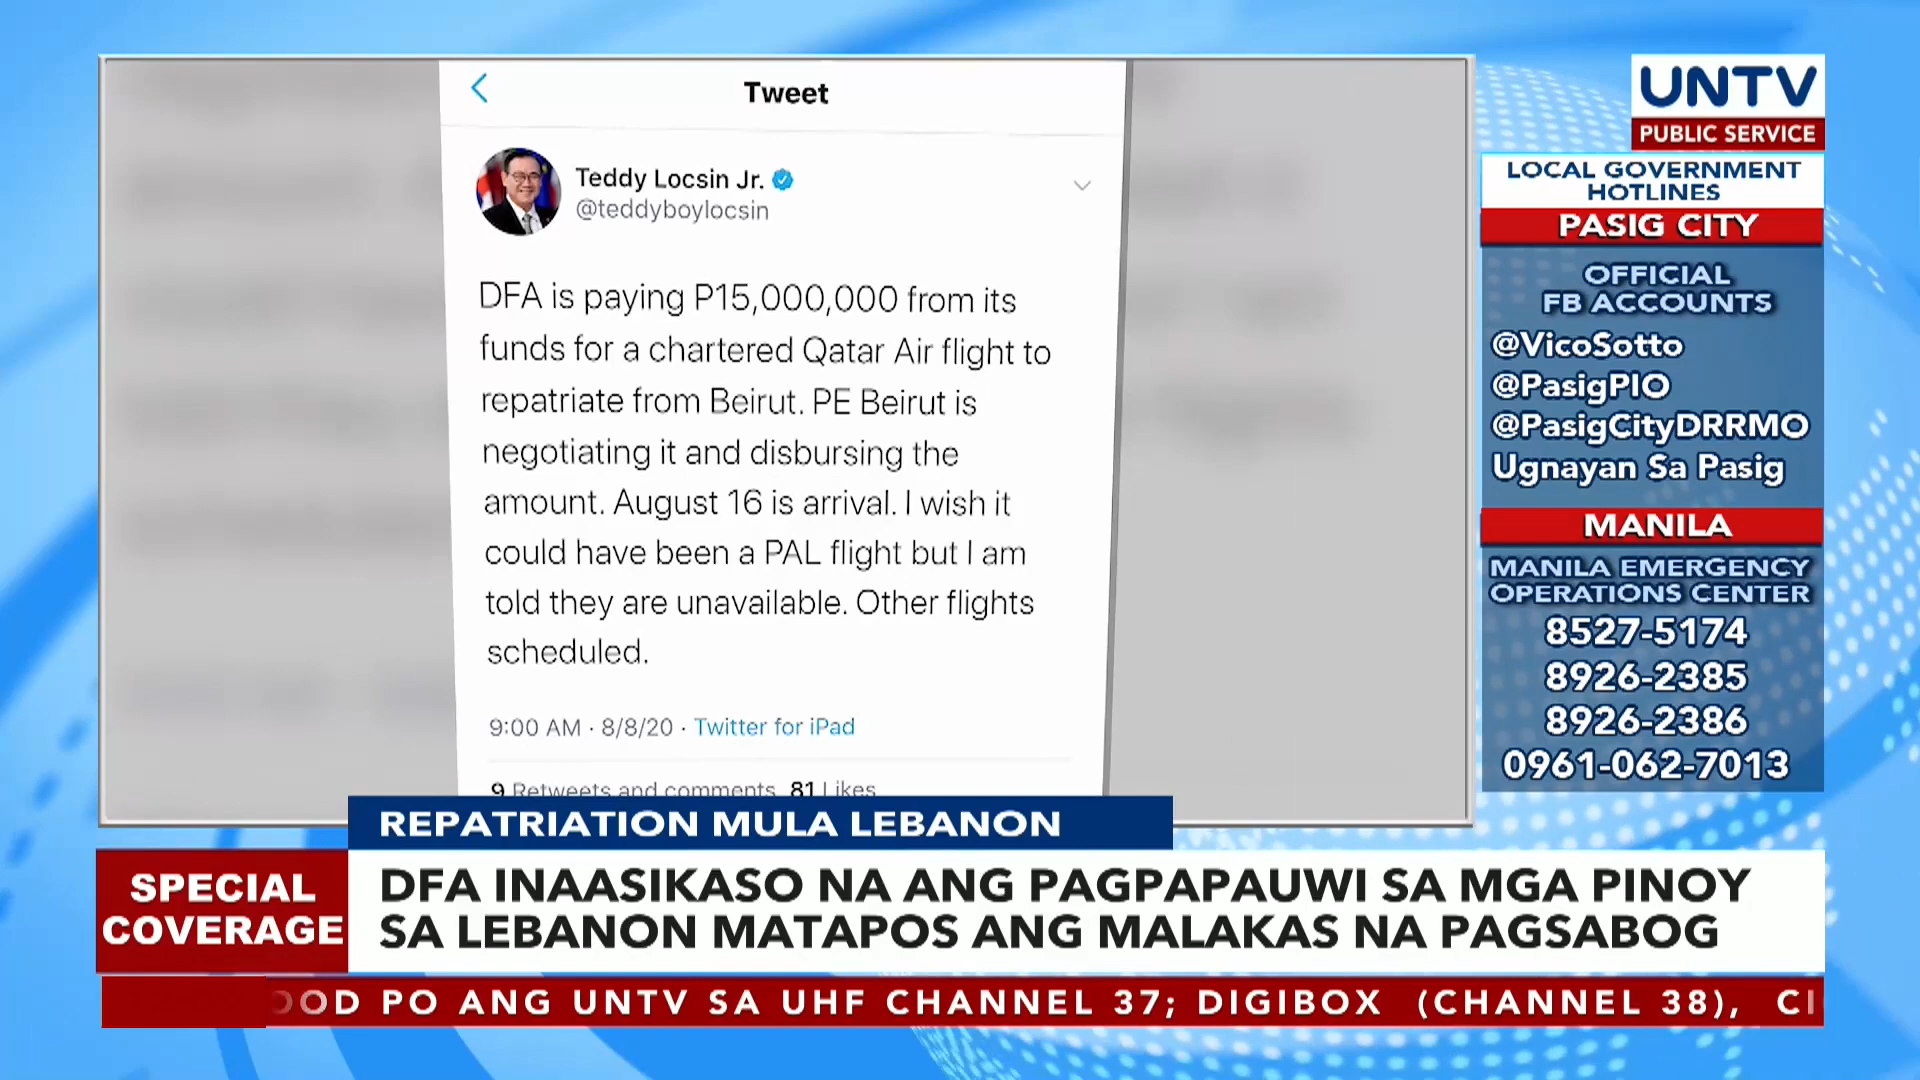 Tweet
Teddy Locsin Jr.
@teddyboylocsin
DFA is paying P15,000,000 from its
funds for a chartered Qatar Air flight to
repatriate from Beirut. PE Beirut is
negotiating it and disbursing the
amount. August 16 is arrival. I wish it
could have been a PAL flight but I am
told they are unavailable. Other flights
scheduled.
9:00 AM · 8/8/20 · Twitter for iPad
9 Retweets and comments 81 Likes
UNTV
PUBLIC SERVICE
LOCAL GOVERNMENT
HOTLINES
PASIG CITY
OFFICIAL
FB ACCOUNTS
@VicoSotto
@PasigPIO
@PasigCityDRRMO
Ugnayan Sa Pasig
MANILA
MANILA EMERGENCY
OPERATIONS CENTER
8527-5174
8926-2385
8926-2386
0961-062-7013
REPATRIATION MULA LEBANON
SPECIAL
COVERAGE
DFA INAASIKASO NA ANG PAGPAPAUWI SA MGA PINOY
SA LEBANON MATAPOS ANG MALAKAS NA PAGSABOG
OOD PO ANG UNTV SA UHF CHANNEL 37; DIGIBOX (CHANNEL 38),